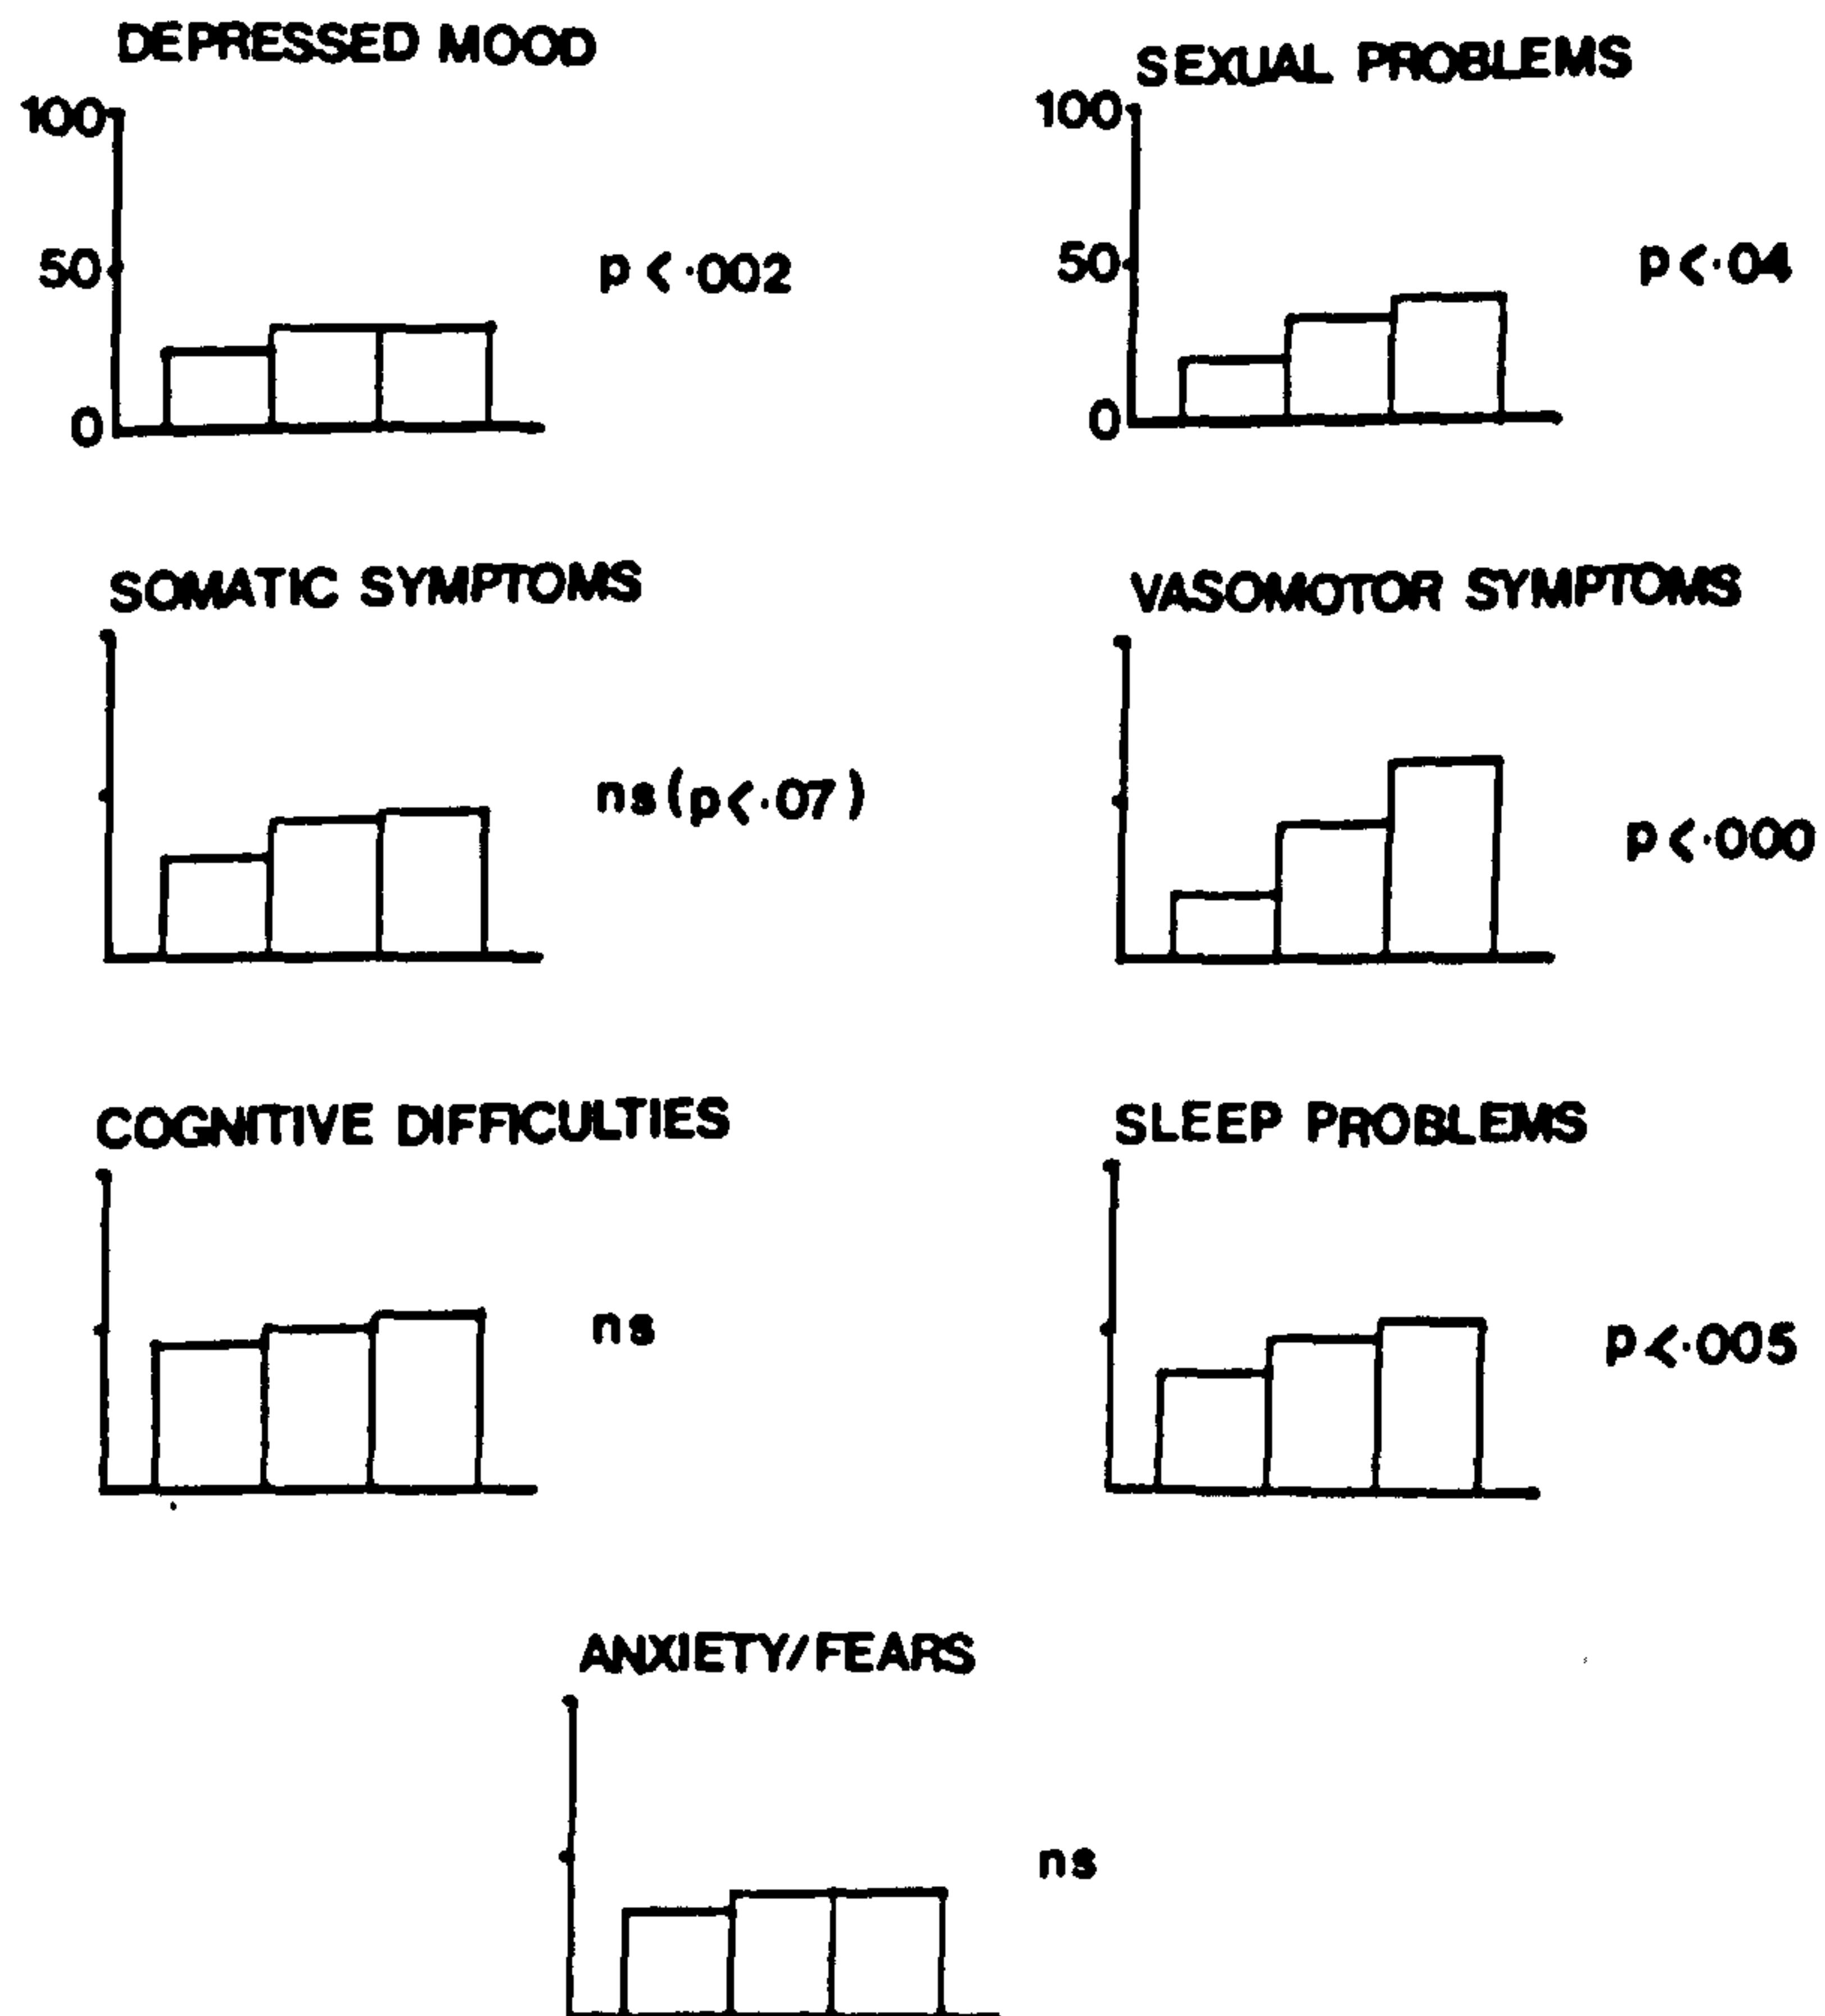 DEPRESSED MOOD
100
50
0
p < .002
SEXUAL PROBLEMS
100
50
0
p < .04
SOMATIC SYMPTOMS
ns (p < .07)
VASOMOTOR SYMPTOMS
p < .000
COGNITIVE DIFFICULTIES
ns
SLEEP PROBLEMS
p < .005
ANXIETY/FEARS
ns